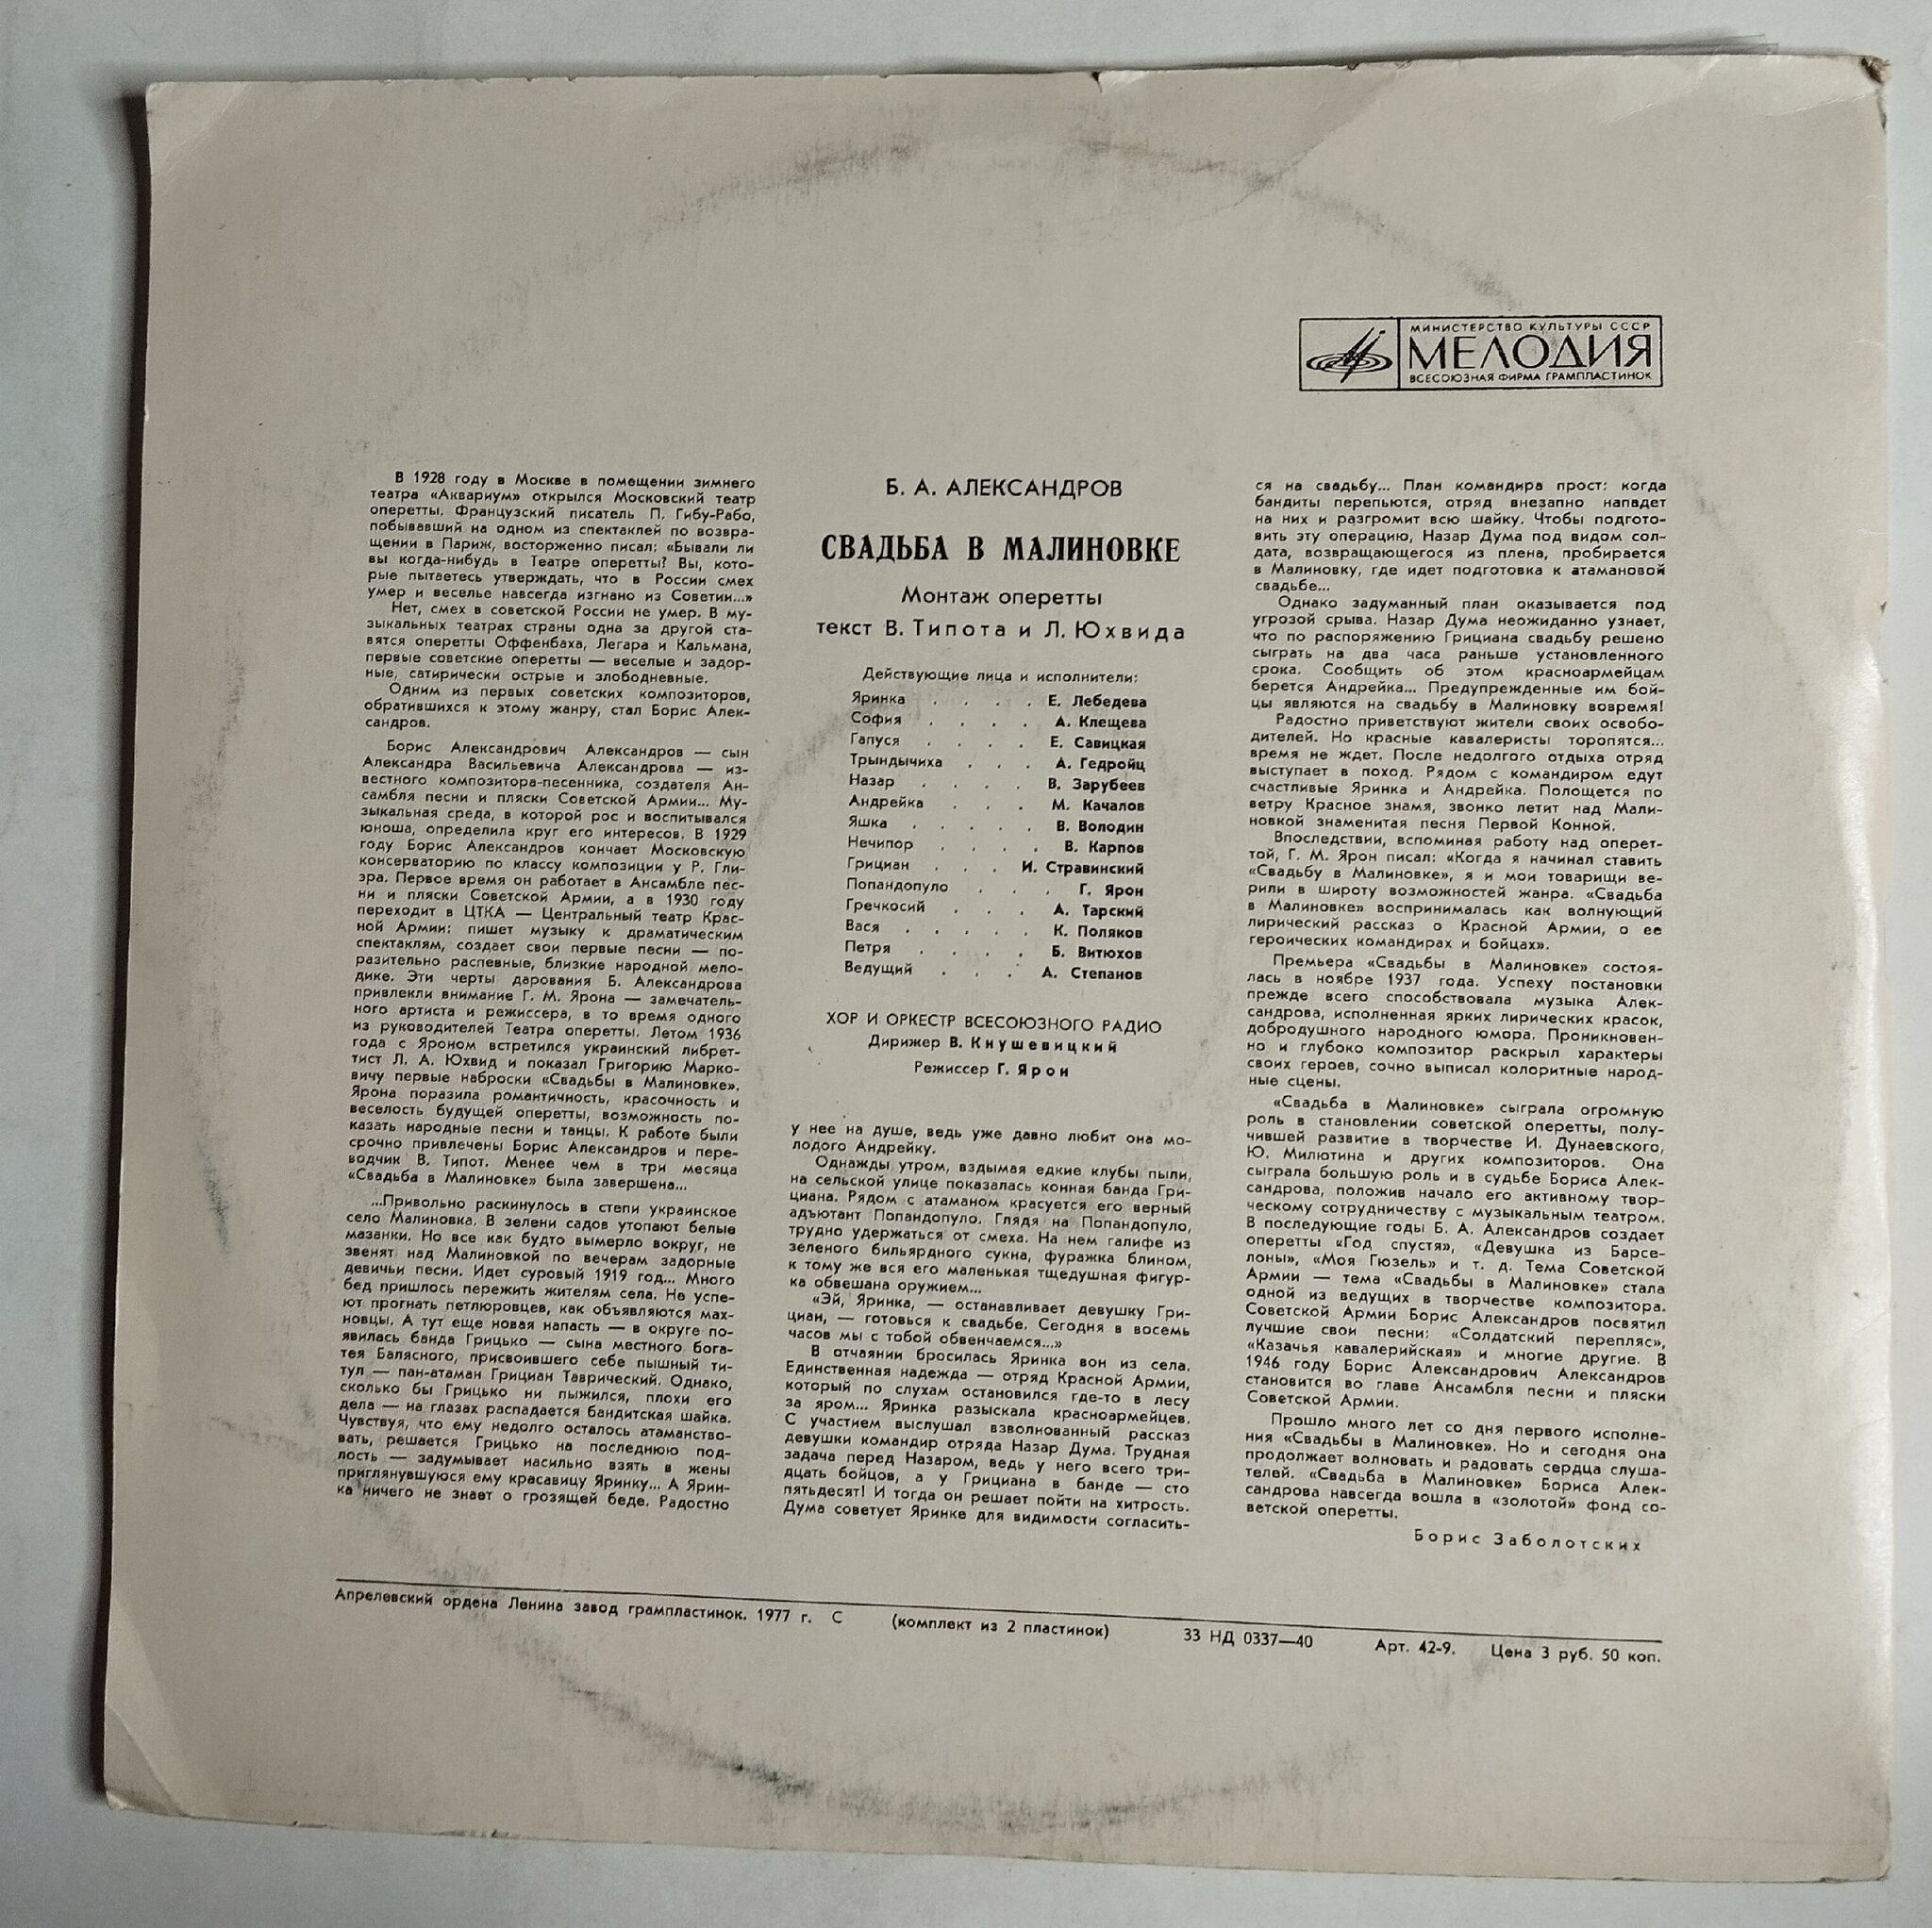 МИНИСТЕРСТВО КУЛЬТУРЫ СССР
МЕЛОДИЯ
ВСЕСОЮЗНАЯ ФИРМА ГРАМПЛАСТИНОК
В 1928 году в Москве в помещении зимнего
театра «Аквариум» открылся Московский театр
оперетты. Французский писатель П. Гибу-Рабо,
побывавший на одном из спектаклей по возвра-
щении в Париж, восторженно писал: «Бывали ли
вы когда-нибудь в Театре оперетты? Вы, кото-
рые пытаетесь утверждать, что в России смех
умер и веселье навсегда изгнано из Советии...»
Нет, смех в советской России не умер. В му-
зыкальных театрах страны одна за другой ста-
вятся оперетты Оффенбаха, Легара и Кальмана,
первые советские оперетты — веселые и задор-
ные, сатирически острые и злободневные.
Одним из первых советских композиторов,
обратившихся к этому жанру, стал Борис Алек-
сандров.
Борис Александрович Александров — сын
Александра Васильевича Александрова — из-
вестного композитора-песенника, создателя Ан-
самбля песни и пляски Советской Армии... Му-
зыкальная среда, в которой рос и воспитывался
юноша, определила круг его интересов. В 1929
году Борис Александров кончает Московскую
консерваторию по классу композиции у Р. Гли-
эра. Первое время он работает в Ансамбле пес-
ни и пляски Советской Армии, а в 1930 году
переходит в ЦТКА — Центральный театр Крас-
ной Армии: пишет музыку к драматическим
спектаклям, создает свои первые песни — по-
разительно распевные, близкие народной мело-
дике. Эти черты дарования Б. Александрова
привлекли внимание Г. М. Ярона — замечатель-
ного артиста и режиссера, в то время одного
из руководителей Театра оперетты. Летом 1936
года с Яроном встретился украинский либрет-
тист Л. А. Юхвид и показал Григорию Марко-
вичу первые наброски «Свадьбы в Малиновке».
Ярона поразила романтичность, красочность и
веселость будущей оперетты, возможность по-
казать народные песни и танцы. К работе были
срочно привлечены Борис Александров и пере-
водчик В. Типот. Менее чем в три месяца
«Свадьба в Малиновке» была завершена...
...Привольно раскинулось в степи украинское
село Малиновка. В зелени садов утопают белые
мазанки. Но все как будто вымерло вокруг, не
звенят над Малиновкой по вечерам задорные
девичьи песни. Идет суровый 1919 год... Много
бед пришлось пережить жителям села. Не успе-
ют прогнать петлюровцев, как объявляются мах-
новцы. А тут еще новая напасть — в округе по-
явилась банда Грицько — сына местного бога-
тея Балясного, присвоившего себе пышный ти-
тул — пан-атаман Грициан Таврический. Однако,
сколько бы Грицько ни пыжился, плохи его
дела — на глазах распадается бандитская шайка.
Чувствуя, что ему недолго осталось атаманство-
вать, решается Грицько на последнюю под-
лость — задумывает насильно взять в жены
приглянувшуюся ему красавицу Яринку... А Ярин-
ка ничего не знает о грозящей беде. Радостно
Б. А. АЛЕКСАНДРОВ
СВАДЬБА В МАЛИНОВКЕ
Монтаж оперетты
текст В. Типота и Л. Юхвида
Действующие лица и исполнители:
Яринка . . . . Е. Лебедева
София . . . . А. Клещева
Гапуся . . . . Е. Савицкая
Трындычиха . . . А. Гедройц
Назар . . . . В. Зарубеев
Андрейка . . . М. Качалов
Яшка . . . . . В. Володин
Нечипор . . . . В. Карпов
Грициан . . . И. Стравинский
Попандопуло . . . Г. Ярон
Гречкосий . . . А. Тарский
Вася . . . . . К. Поляков
Петря . . . . Б. Витюхов
Ведущий . . . А. Степанов
ХОР И ОРКЕСТР ВСЕСОЮЗНОГО РАДИО
Дирижер В. Кнушевицкий
Режиссер Г. Ярон
у нее на душе, ведь уже давно любит она мо-
лодого Андрейку.
Однажды утром, вздымая едкие клубы пыли,
на сельской улице показалась конная банда Гри-
циана. Рядом с атаманом красуется его верный
адъютант Попандопуло. Глядя на Попандопуло,
трудно удержаться от смеха. На нем галифе из
зеленого бильярдного сукна, фуражка блином,
к тому же вся его маленькая тщедушная фигур-
ка обвешана оружием...
«Эй, Яринка, — останавливает девушку Гри-
циан, — готовься к свадьбе. Сегодня в восемь
часов мы с тобой обвенчаемся...»
В отчаянии бросилась Яринка вон из села.
Единственная надежда — отряд Красной Армии,
который по слухам остановился где-то в лесу
за яром... Яринка разыскала красноармейцев.
С участием выслушал взволнованный рассказ
девушки командир отряда Назар Дума. Трудная
задача перед Назаром, ведь у него всего три-
дцать бойцов, а у Грициана в банде — сто
пятьдесят! И тогда он решает пойти на хитрость.
Дума советует Яринке для видимости согласить-
ся на свадьбу... План командира прост: когда
бандиты перепьются, отряд внезапно нападет
на них и разгромит всю шайку. Чтобы подгото-
вить эту операцию, Назар Дума под видом сол-
дата, возвращающегося из плена, пробирается
в Малиновку, где идет подготовка к атамановой
свадьбе...
Однако задуманный план оказывается под
угрозой срыва. Назар Дума неожиданно узнает,
что по распоряжению Грициана свадьбу решено
сыграть на два часа раньше установленного
срока. Сообщить об этом красноармейцам
берется Андрейка... Предупрежденные им бой-
цы являются на свадьбу в Малиновку вовремя!
Радостно приветствуют жители своих освобо-
дителей. Но красные кавалеристы торопятся...
время не ждет. После недолгого отдыха отряд
выступает в поход. Рядом с командиром едут
счастливые Яринка и Андрейка. Полощется по
ветру Красное знамя, звонко летит над Мали-
новкой знаменитая песня Первой Конной.
Впоследствии, вспоминая работу над оперет-
той, Г. М. Ярон писал: «Когда я начинал ставить
«Свадьбу в Малиновке», я и мои товарищи ве-
рили в широту возможностей жанра. «Свадьба
в Малиновке» воспринималась как волнующий
лирический рассказ о Красной Армии, о ее
героических командирах и бойцах».
Премьера «Свадьбы в Малиновке» состоя-
лась в ноябре 1937 года. Успеху постановки
прежде всего способствовала музыка Алек-
сандрова, исполненная ярких лирических красок,
добродушного народного юмора. Проникновен-
но и глубоко композитор раскрыл характеры
своих героев, сочно выписал колоритные народ-
ные сцены.
«Свадьба в Малиновке» сыграла огромную
роль в становлении советской оперетты, полу-
чившей развитие в творчестве И. Дунаевского,
Ю. Милютина и других композиторов. Она
сыграла большую роль и в судьбе Бориса Алек-
сандрова, положив начало его активному твор-
ческому сотрудничеству с музыкальным театром.
В последующие годы Б. А. Александров создает
оперетты «Год спустя», «Девушка из Барсе-
лоны», «Моя Гюзель» и т. д. Тема Советской
Армии — тема «Свадьбы в Малиновке» стала
одной из ведущих в творчестве композитора.
Советской Армии Борис Александров посвятил
лучшие свои песни: «Солдатский перепляс»,
«Казачья кавалерийская» и многие другие. В
1946 году Борис Александрович Александров
становится во главе Ансамбля песни и пляски
Советской Армии.
Прошло много лет со дня первого исполне-
ния «Свадьбы в Малиновке». Но и сегодня она
продолжает волновать и радовать сердца слуша-
телей. «Свадьба в Малиновке» Бориса Алек-
сандрова навсегда вошла в «золотой» фонд со-
ветской оперетты.
Борис Заболотских
Апрелевский ордена Ленина завод грампластинок. 1977 г. С (комплект из 2 пластинок) 33 НД 0337—40 Арт. 42-9. Цена 3 руб. 50 коп.